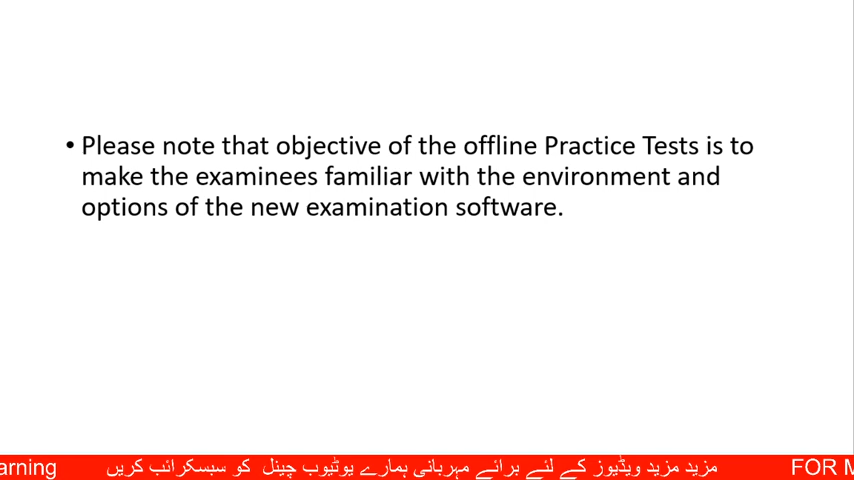 • Please note that objective of the offline Practice Tests is to
make the examinees familiar with the environment and
options of the new examination software.
arning مزید مزید ویڈیوز کے لئے برائے مہربانی ہمارے یوٹیوب چینل کو سبسکرائب کریں FOR M